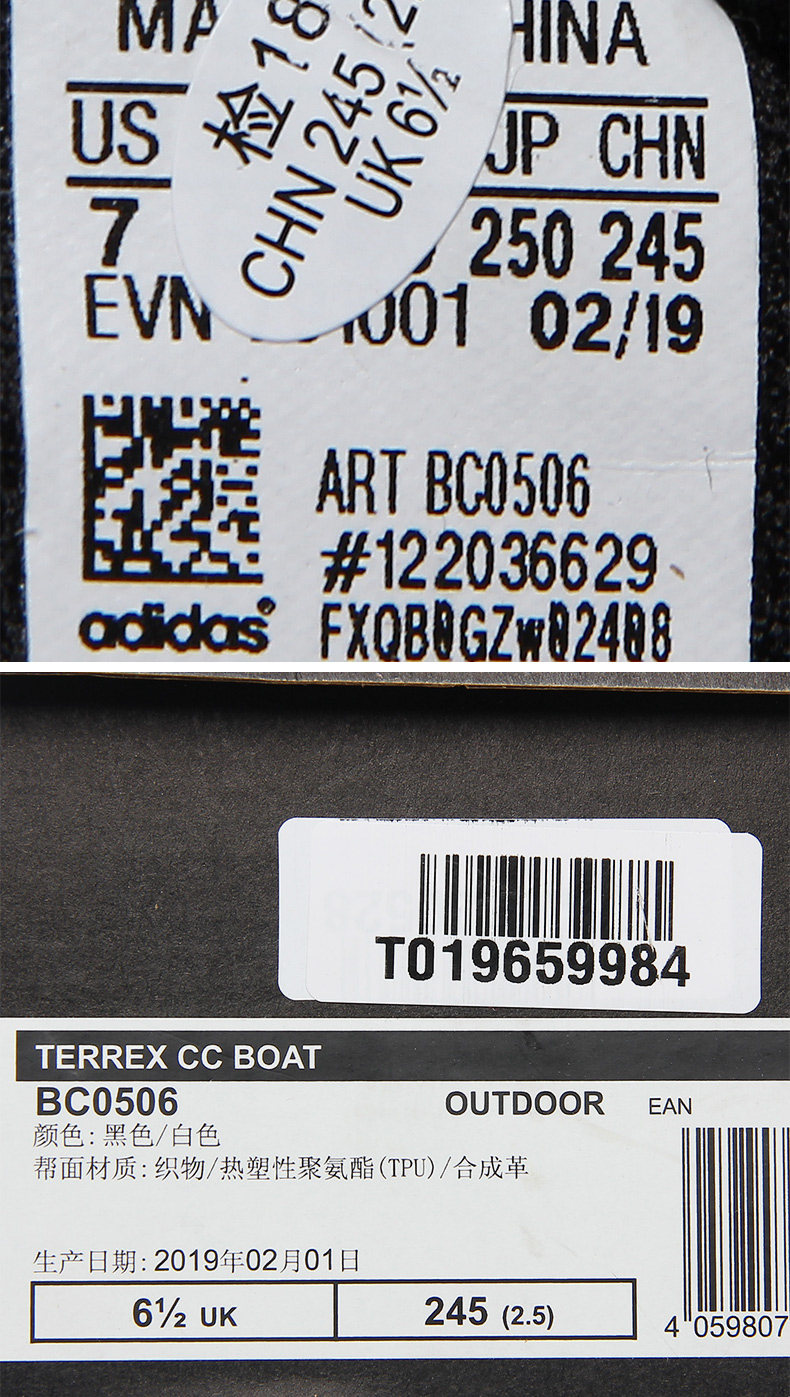 MA HINA
US JP CHN
7 250 245
EVN 1001 02/19
检 18
CHN 245
UK 6½
ART BC0506
#122036629
FXQB0GZw02408
adidas®
T019659984
TERREX CC BOAT
BC0506 OUTDOOR EAN
颜色: 黑色/白色
帮面材质: 织物/热塑性聚氨酯(TPU)/合成革
生产日期: 2019年02月01日
6½ UK 245 (2.5)
4 059807